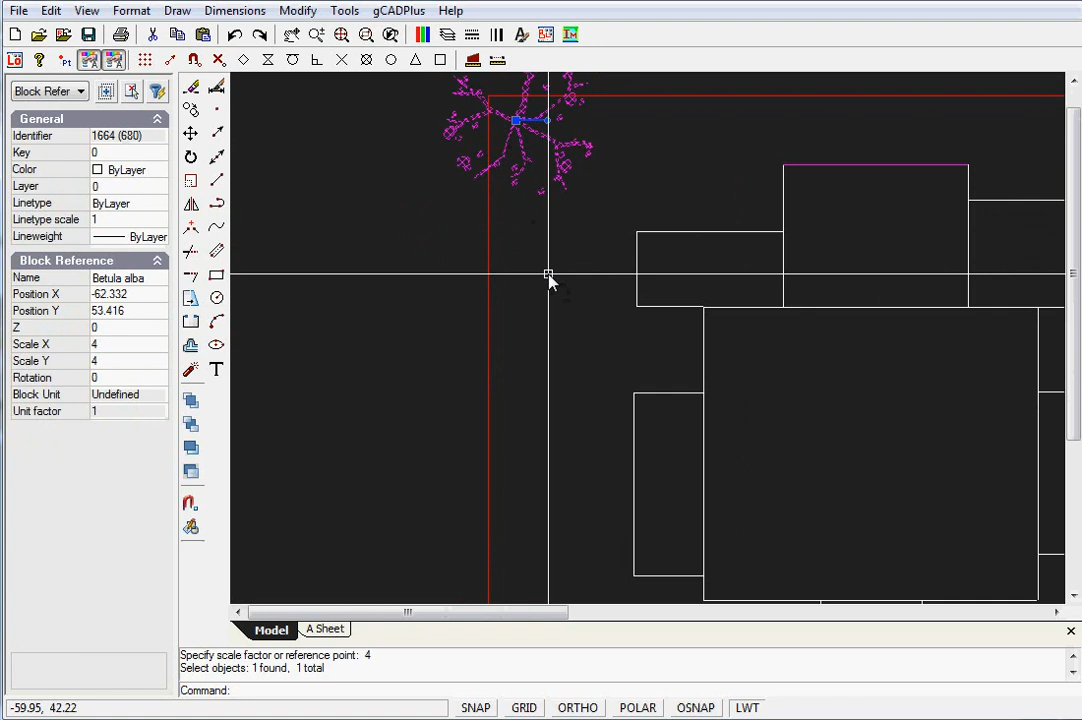 File Edit View Format Draw Dimensions Modify Tools gCADPlus Help
Block Refer
General
Identifier 1664 (680)
Key 0
Color ByLayer
Layer 0
Linetype ByLayer
Linetype scale 1
Lineweight ByLayer
Block Reference
Name Betula alba
Position X -62.332
Position Y 53.416
Z 0
Scale X 4
Scale Y 4
Rotation 0
Block Unit Undefined
Unit factor 1
Model A Sheet
Specify scale factor or reference point: 4
Select objects: 1 found, 1 total
Command:
-59.95, 42.22 SNAP GRID ORTHO POLAR OSNAP LWT